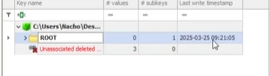 Key name # values # subkeys Last write timestamp
C:\Users\Nacho\Des...
ROOT 0 1 2025-03-25 09:21:05
Unassociated deleted ... 3 0